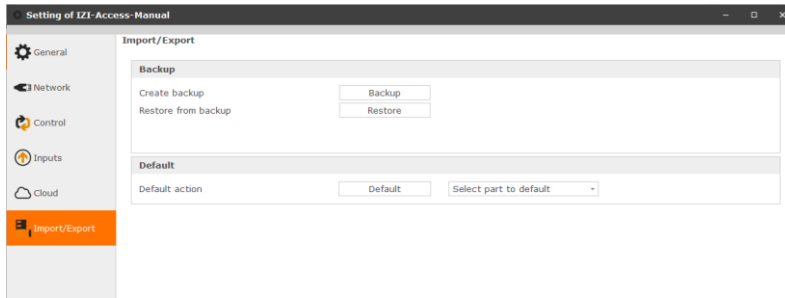 Setting of IZI-Access-Manual
General
Network
Control
Inputs
Cloud
Import/Export
Import/Export
Backup
Create backup Backup
Restore from backup Restore
Default
Default action Default Select part to default